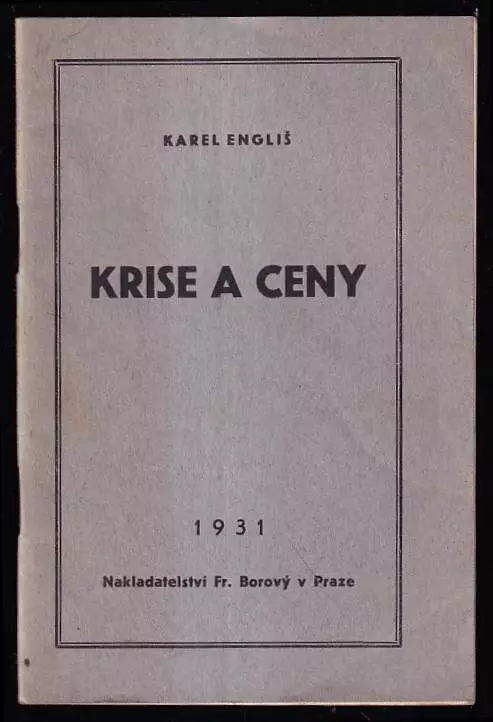 KAREL ENGLIŠ
KRISE A CENY
1931
Nakladatelství Fr. Borový v Praze